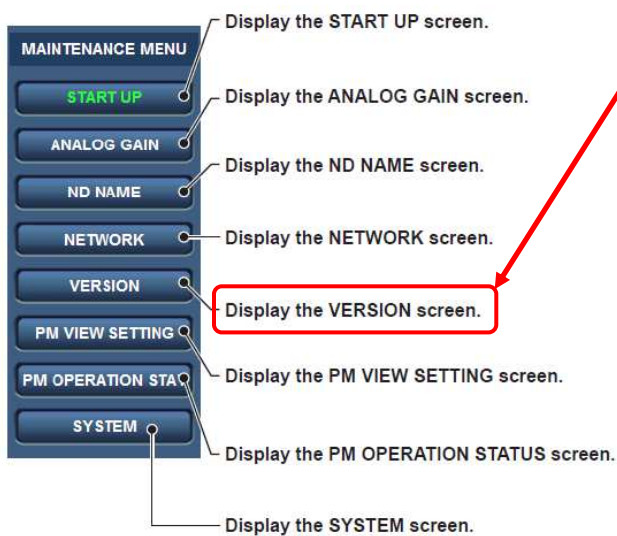 Display the START UP screen.
MAINTENANCE MENU
START UP
Display the ANALOG GAIN screen.
ANALOG GAIN
Display the ND NAME screen.
ND NAME
NETWORK
Display the NETWORK screen.
VERSION
Display the VERSION screen.
PM VIEW SETTING
Display the PM VIEW SETTING screen.
PM OPERATION STA
SYSTEM
Display the PM OPERATION STATUS screen.
Display the SYSTEM screen.